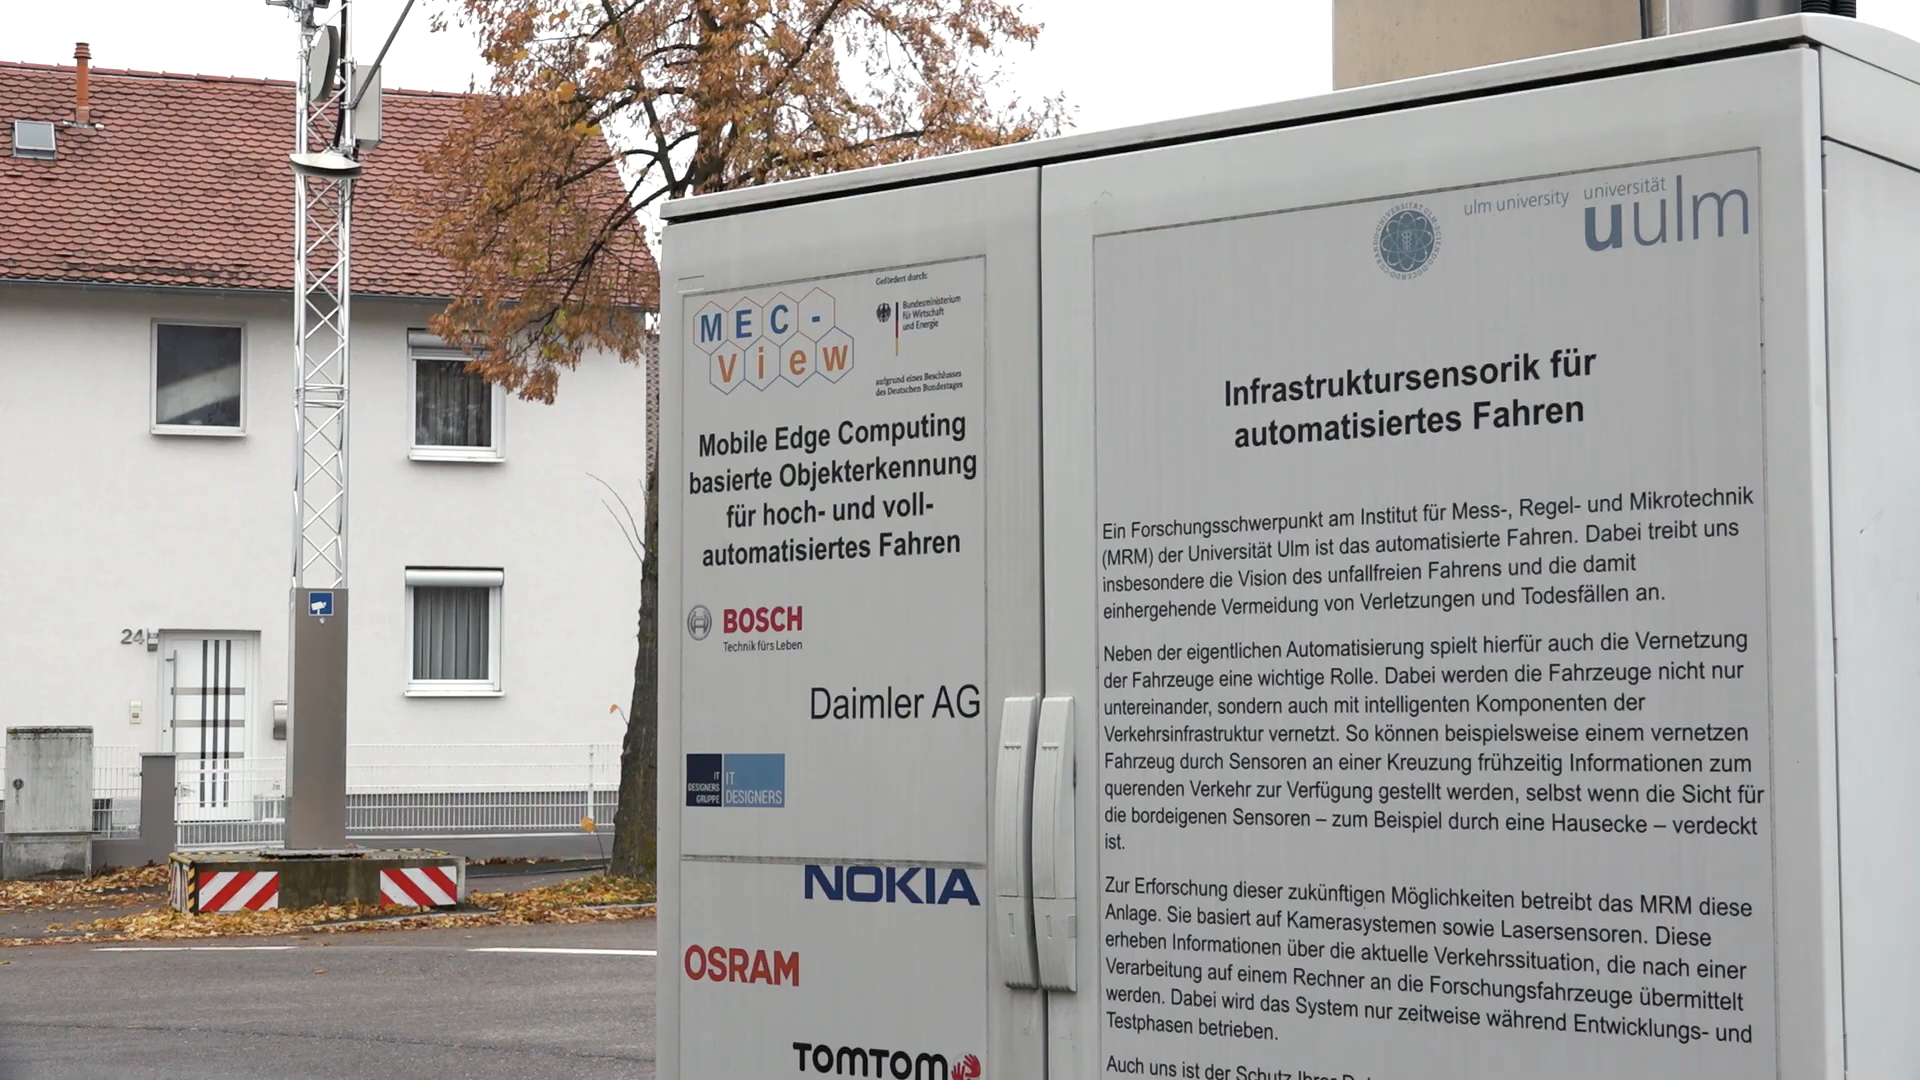 24
MEC-
View
Gefördert durch:
Bundesministerium
für Wirtschaft
und Energie
aufgrund eines Beschlusses
des Deutschen Bundestages
Mobile Edge Computing
basierte Objekterkennung
für hoch- und voll-
automatisiertes Fahren
BOSCH
Technik fürs Leben
Daimler AG
IT
DESIGNERS
GRUPPE
IT
DESIGNERS
NOKIA
OSRAM
TOMTOM
ulm university universität
uulm
Infrastruktursensorik für
automatisiertes Fahren
Ein Forschungsschwerpunkt am Institut für Mess-, Regel- und Mikrotechnik
(MRM) der Universität Ulm ist das automatisierte Fahren. Dabei treibt uns
insbesondere die Vision des unfallfreien Fahrens und die damit
einhergehende Vermeidung von Verletzungen und Todesfällen an.
Neben der eigentlichen Automatisierung spielt hierfür auch die Vernetzung
der Fahrzeuge eine wichtige Rolle. Dabei werden die Fahrzeuge nicht nur
untereinander, sondern auch mit intelligenten Komponenten der
Verkehrsinfrastruktur vernetzt. So können beispielsweise einem vernetzen
Fahrzeug durch Sensoren an einer Kreuzung frühzeitig Informationen zum
querenden Verkehr zur Verfügung gestellt werden, selbst wenn die Sicht für
die bordeigenen Sensoren – zum Beispiel durch eine Hausecke – verdeckt
ist.
Zur Erforschung dieser zukünftigen Möglichkeiten betreibt das MRM diese
Anlage. Sie basiert auf Kamerasystemen sowie Lasersensoren. Diese
erheben Informationen über die aktuelle Verkehrssituation, die nach einer
Verarbeitung auf einem Rechner an die Forschungsfahrzeuge übermittelt
werden. Dabei wird das System nur zeitweise während Entwicklungs- und
Testphasen betrieben.
Auch uns ist der Schutz Ihrer